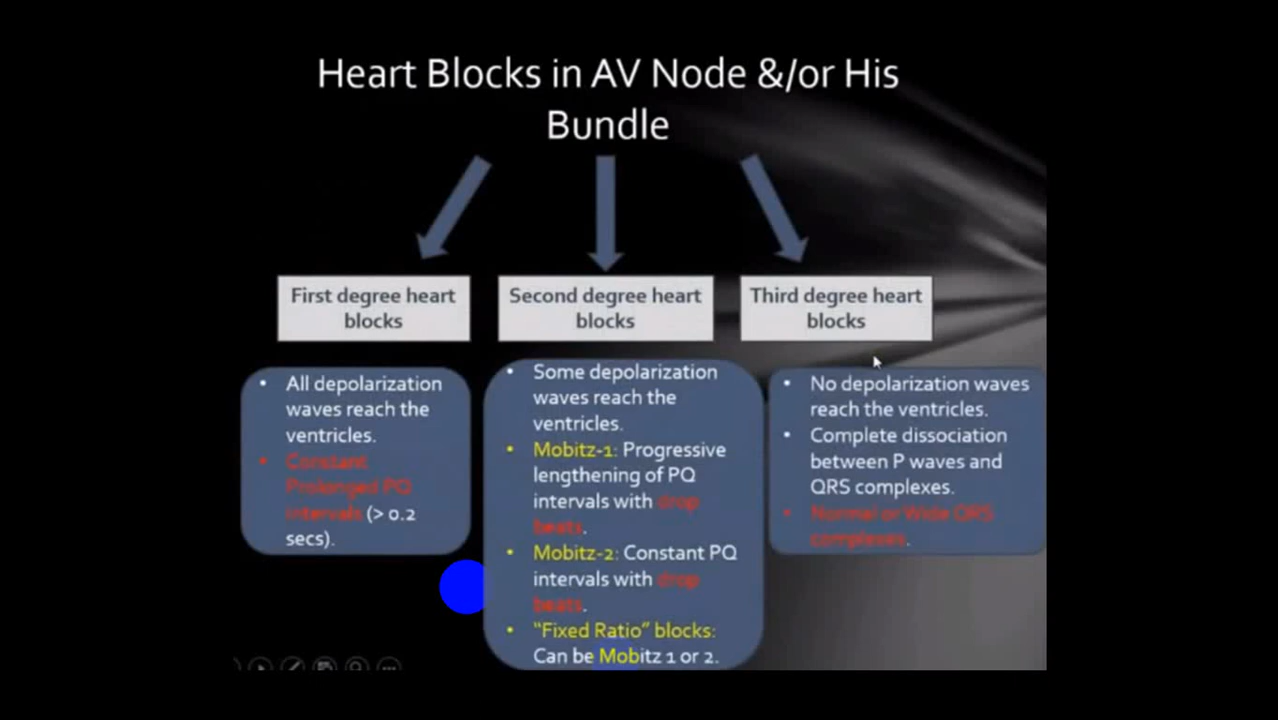 Heart Blocks in AV Node &/or His
Bundle
First degree heart
blocks
Second degree heart
blocks
Third degree heart
blocks
• All depolarization
waves reach the
ventricles.
• Constant
Prolonged PQ
intervals (> 0.2
secs).
• Some depolarization
waves reach the
ventricles.
• Mobitz-1: Progressive
lengthening of PQ
intervals with drop
beats.
• Mobitz-2: Constant PQ
intervals with drop
beats.
• "Fixed Ratio" blocks:
Can be Mobitz 1 or 2.
• No depolarization waves
reach the ventricles.
• Complete dissociation
between P waves and
QRS complexes.
• Normal or Wide QRS
complexes.